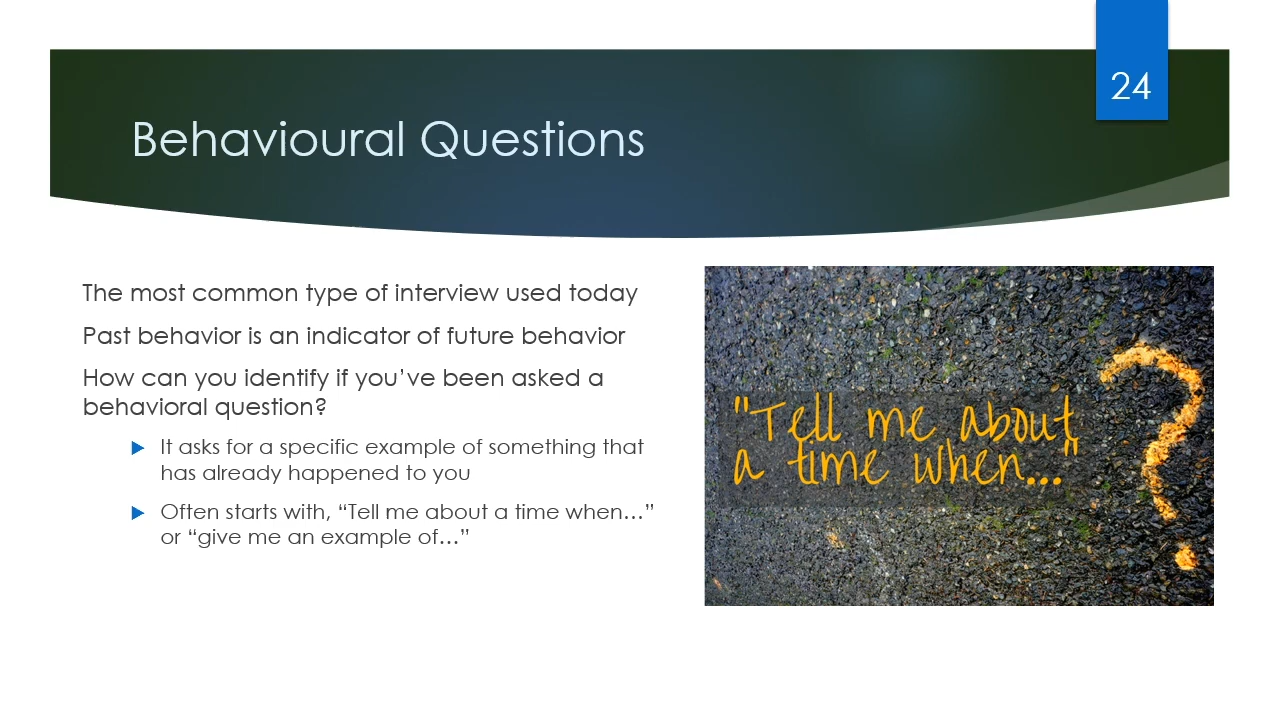 24
Behavioural Questions
The most common type of interview used today
Past behavior is an indicator of future behavior
How can you identify if you’ve been asked a
behavioral question?
It asks for a specific example of something that
has already happened to you
Often starts with, “Tell me about a time when…”
or “give me an example of…”
"Tell me about
a time when..."
?